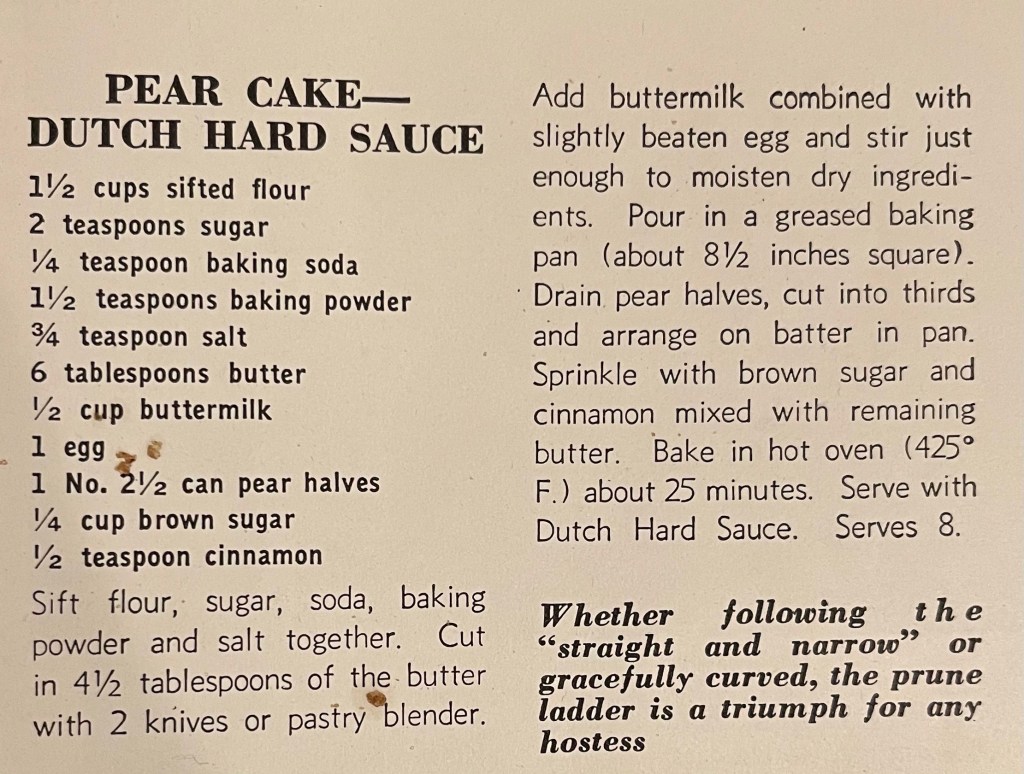 PEAR CAKE—
DUTCH HARD SAUCE
1½ cups sifted flour
2 teaspoons sugar
¼ teaspoon baking soda
1½ teaspoons baking powder
¾ teaspoon salt
6 tablespoons butter
½ cup buttermilk
1 egg
1 No. 2½ can pear halves
¼ cup brown sugar
½ teaspoon cinnamon
Sift flour, sugar, soda, baking
powder and salt together. Cut
in 4½ tablespoons of the butter
with 2 knives or pastry blender.
Add buttermilk combined with
slightly beaten egg and stir just
enough to moisten dry ingredi-
ents. Pour in a greased baking
pan (about 8½ inches square).
Drain pear halves, cut into thirds
and arrange on batter in pan.
Sprinkle with brown sugar and
cinnamon mixed with remaining
butter. Bake in hot oven (425°
F.) about 25 minutes. Serve with
Dutch Hard Sauce. Serves 8.
Whether following the
“straight and narrow” or
gracefully curved, the prune
ladder is a triumph for any
hostess